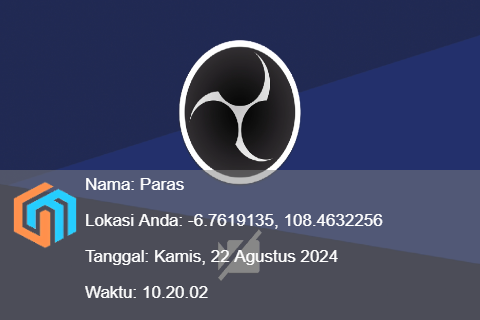 Nama: Paras
Lokasi Anda: -6.7619135, 108.4632256
Tanggal: Kamis, 22 Agustus 2024
Waktu: 10.20.02